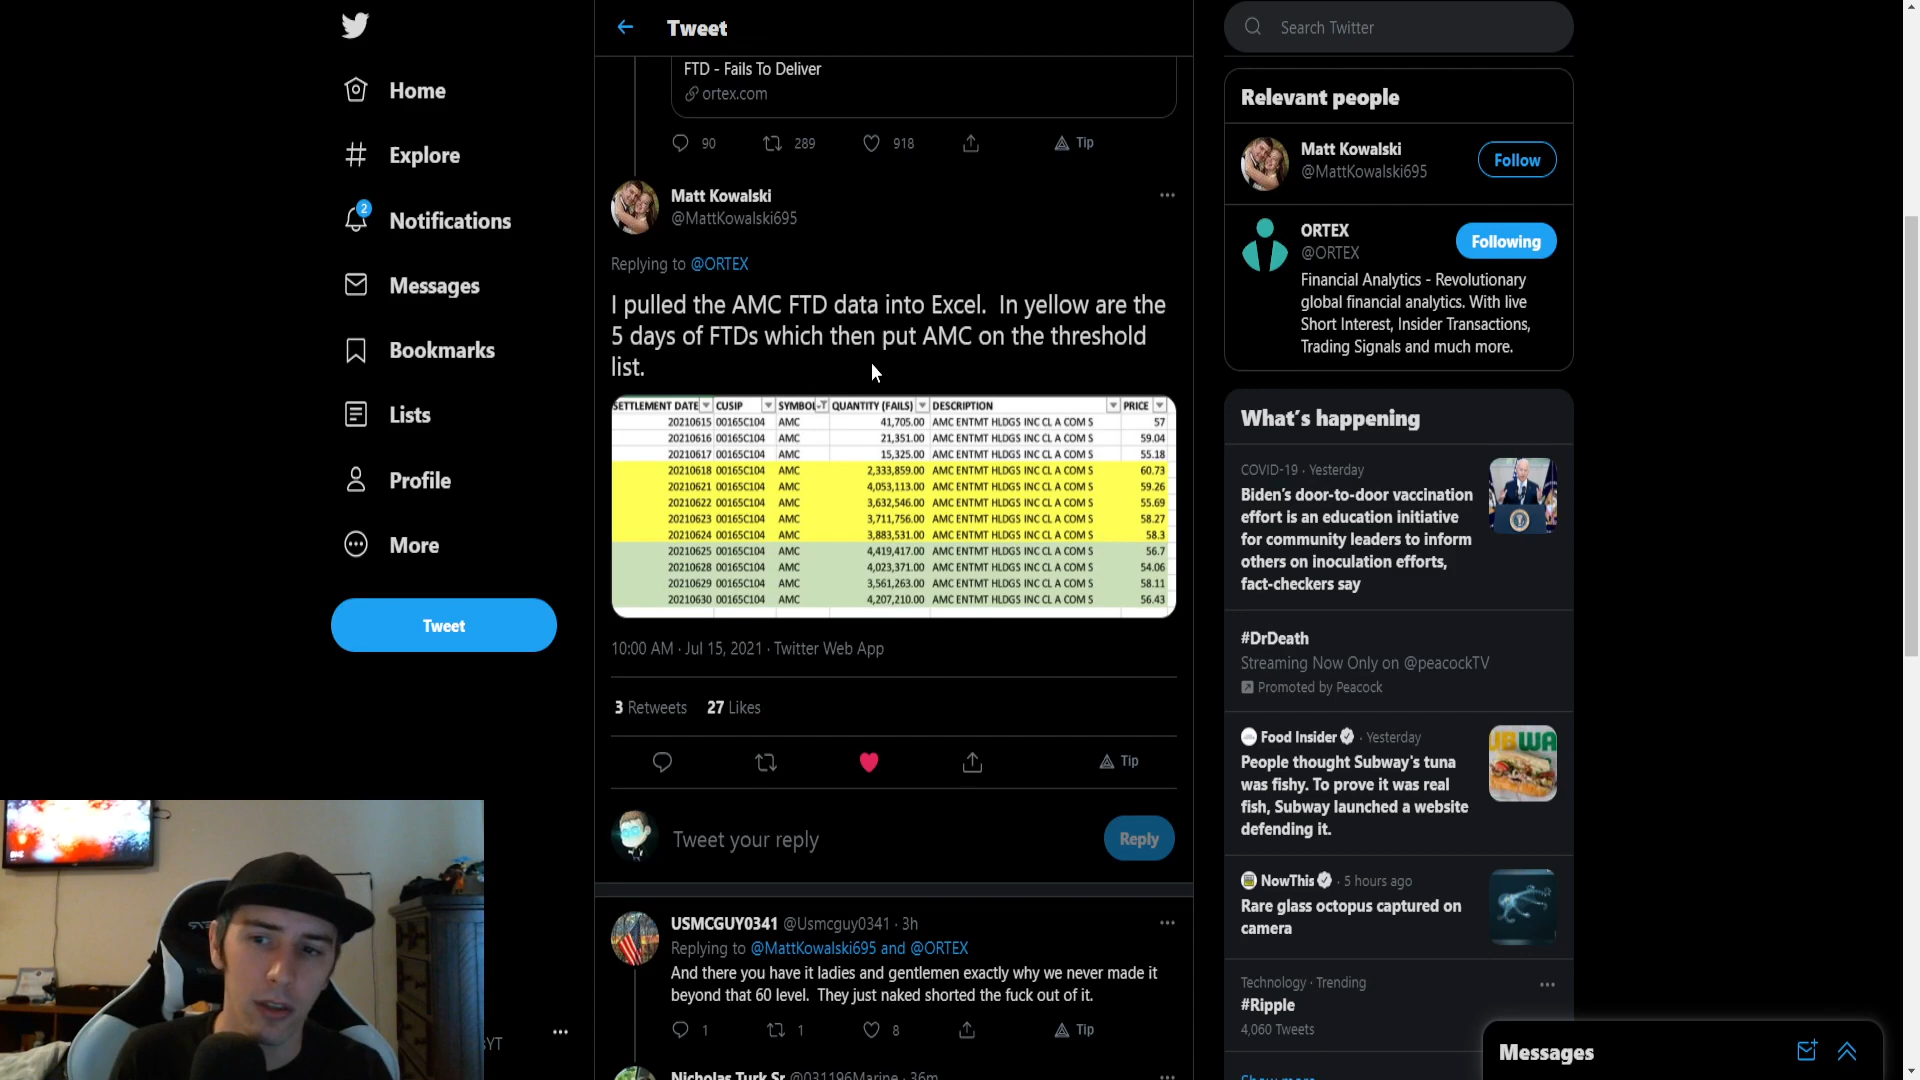 Home
Explore
2
Notifications
Messages
Bookmarks
Lists
Profile
More
Tweet
Tweet
FTD - Fails To Deliver
ortex.com
90 289 918 Tip
Matt Kowalski
@MattKowalski695
Replying to @ORTEX
I pulled the AMC FTD data into Excel. In yellow are the
5 days of FTDs which then put AMC on the threshold
list.
SETTLEMENT DATE CUSIP SYMBOL QUANTITY (FAILS) DESCRIPTION PRICE
20210615 00165C104 AMC 41,705.00 AMC ENTMT HLDGS INC CL A COM S 57
20210616 00165C104 AMC 21,351.00 AMC ENTMT HLDGS INC CL A COM S 59.04
20210617 00165C104 AMC 15,325.00 AMC ENTMT HLDGS INC CL A COM S 55.18
20210618 00165C104 AMC 2,333,859.00 AMC ENTMT HLDGS INC CL A COM S 60.73
20210621 00165C104 AMC 4,053,113.00 AMC ENTMT HLDGS INC CL A COM S 59.26
20210622 00165C104 AMC 3,632,546.00 AMC ENTMT HLDGS INC CL A COM S 55.69
20210623 00165C104 AMC 3,711,756.00 AMC ENTMT HLDGS INC CL A COM S 58.27
20210624 00165C104 AMC 3,883,531.00 AMC ENTMT HLDGS INC CL A COM S 58.3
20210625 00165C104 AMC 4,419,417.00 AMC ENTMT HLDGS INC CL A COM S 56.7
20210628 00165C104 AMC 4,023,371.00 AMC ENTMT HLDGS INC CL A COM S 54.06
20210629 00165C104 AMC 3,561,263.00 AMC ENTMT HLDGS INC CL A COM S 58.11
20210630 00165C104 AMC 4,207,210.00 AMC ENTMT HLDGS INC CL A COM S 56.43
10:00 AM · Jul 15, 2021 · Twitter Web App
3 Retweets 27 Likes
Tip
Tweet your reply
Reply
USMCGUY0341 @Usmcguy0341 · 3h
Replying to @MattKowalski695 and @ORTEX
And there you have it ladies and gentlemen exactly why we never made it
beyond that 60 level. They just naked shorted the fuck out of it.
1 1 8 Tip
Nicholas Turk Sr @031196Marine · 36m
YT
Search Twitter
Relevant people
Matt Kowalski
@MattKowalski695
Follow
ORTEX
@ORTEX
Following
Financial Analytics - Revolutionary
global financial analytics. With live
Short Interest, Insider Transactions,
Trading Signals and much more.
What's happening
COVID-19 · Yesterday
Biden's door-to-door vaccination
effort is an education initiative
for community leaders to inform
others on inoculation efforts,
fact-checkers say
#DrDeath
Streaming Now Only on @peacockTV
Promoted by Peacock
Food Insider · Yesterday
People thought Subway's tuna
was fishy. To prove it was real
fish, Subway launched a website
defending it.
UBWA
NowThis · 5 hours ago
Rare glass octopus captured on
camera
Technology · Trending
#Ripple
4,060 Tweets
Show more
Messages